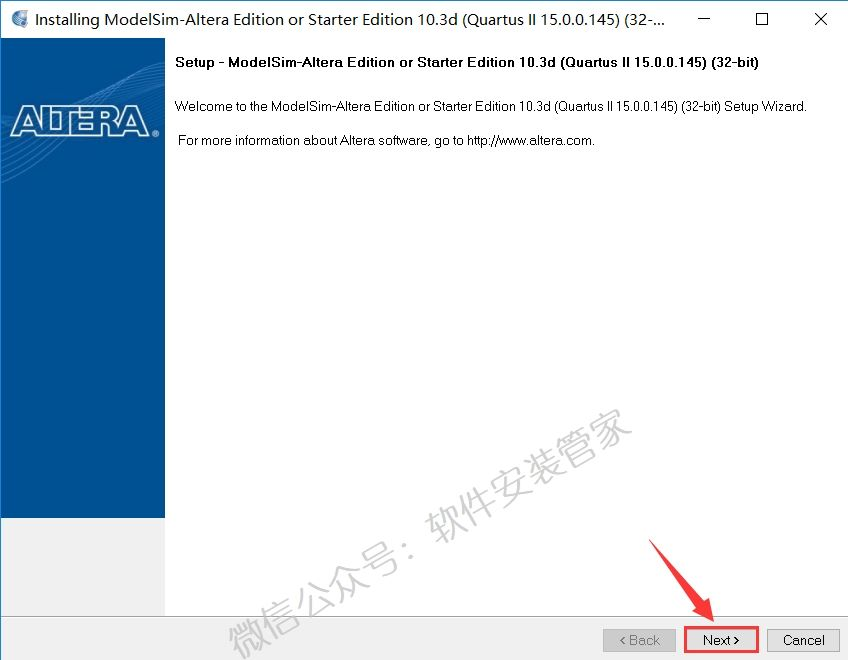 Installing ModelSim-Altera Edition or Starter Edition 10.3d (Quartus II 15.0.0.145) (32-...
ALTERA®
Setup - ModelSim-Altera Edition or Starter Edition 10.3d (Quartus II 15.0.0.145) (32-bit)
Welcome to the ModelSim-Altera Edition or Starter Edition 10.3d (Quartus II 15.0.0.145) (32-bit) Setup Wizard.
For more information about Altera software, go to http://www.altera.com.
微信公众号：软件安装管家
< Back
Next >
Cancel